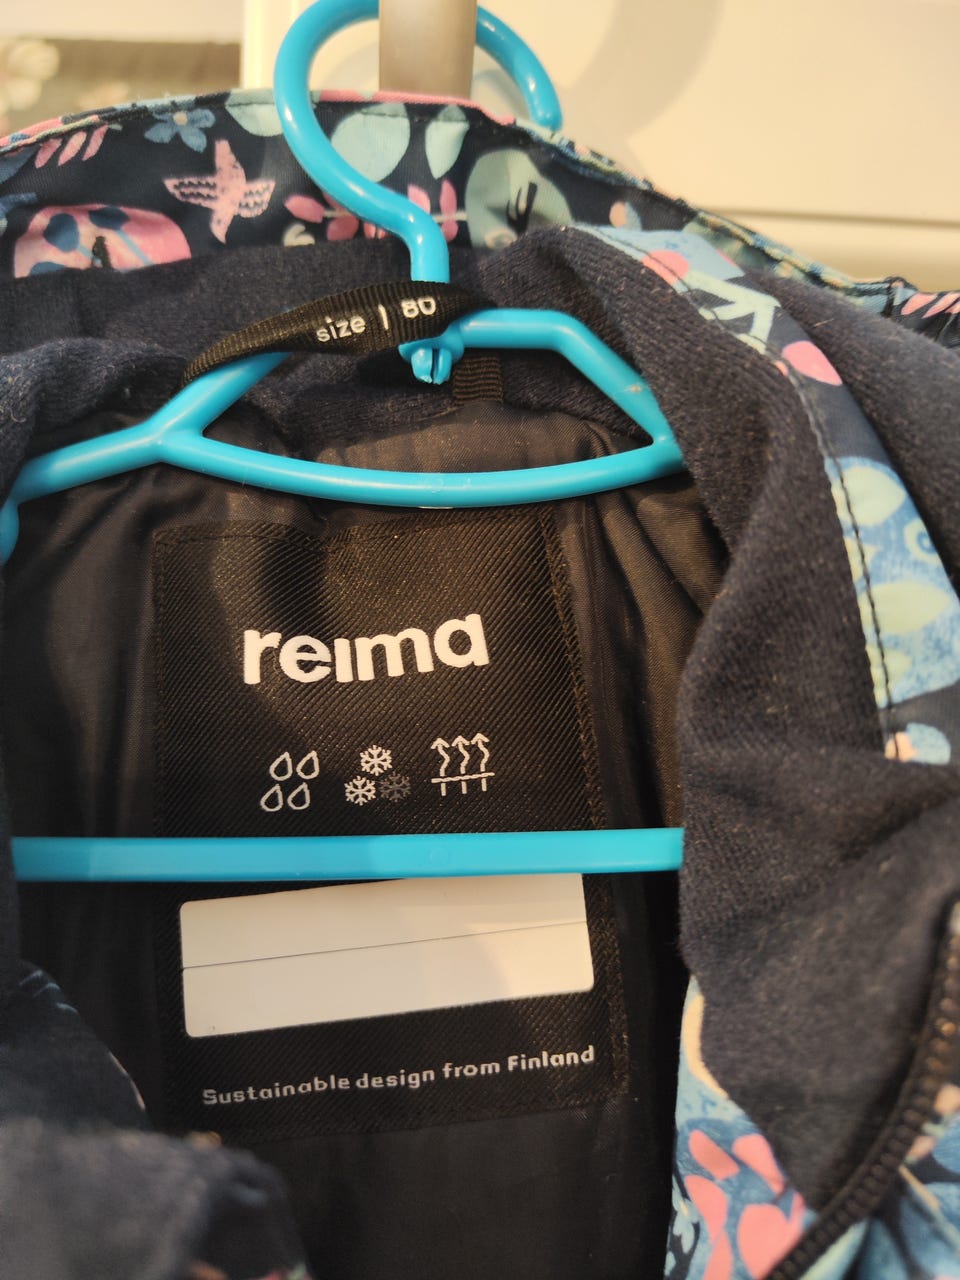 size | 80
reima
Sustainable design from Finland